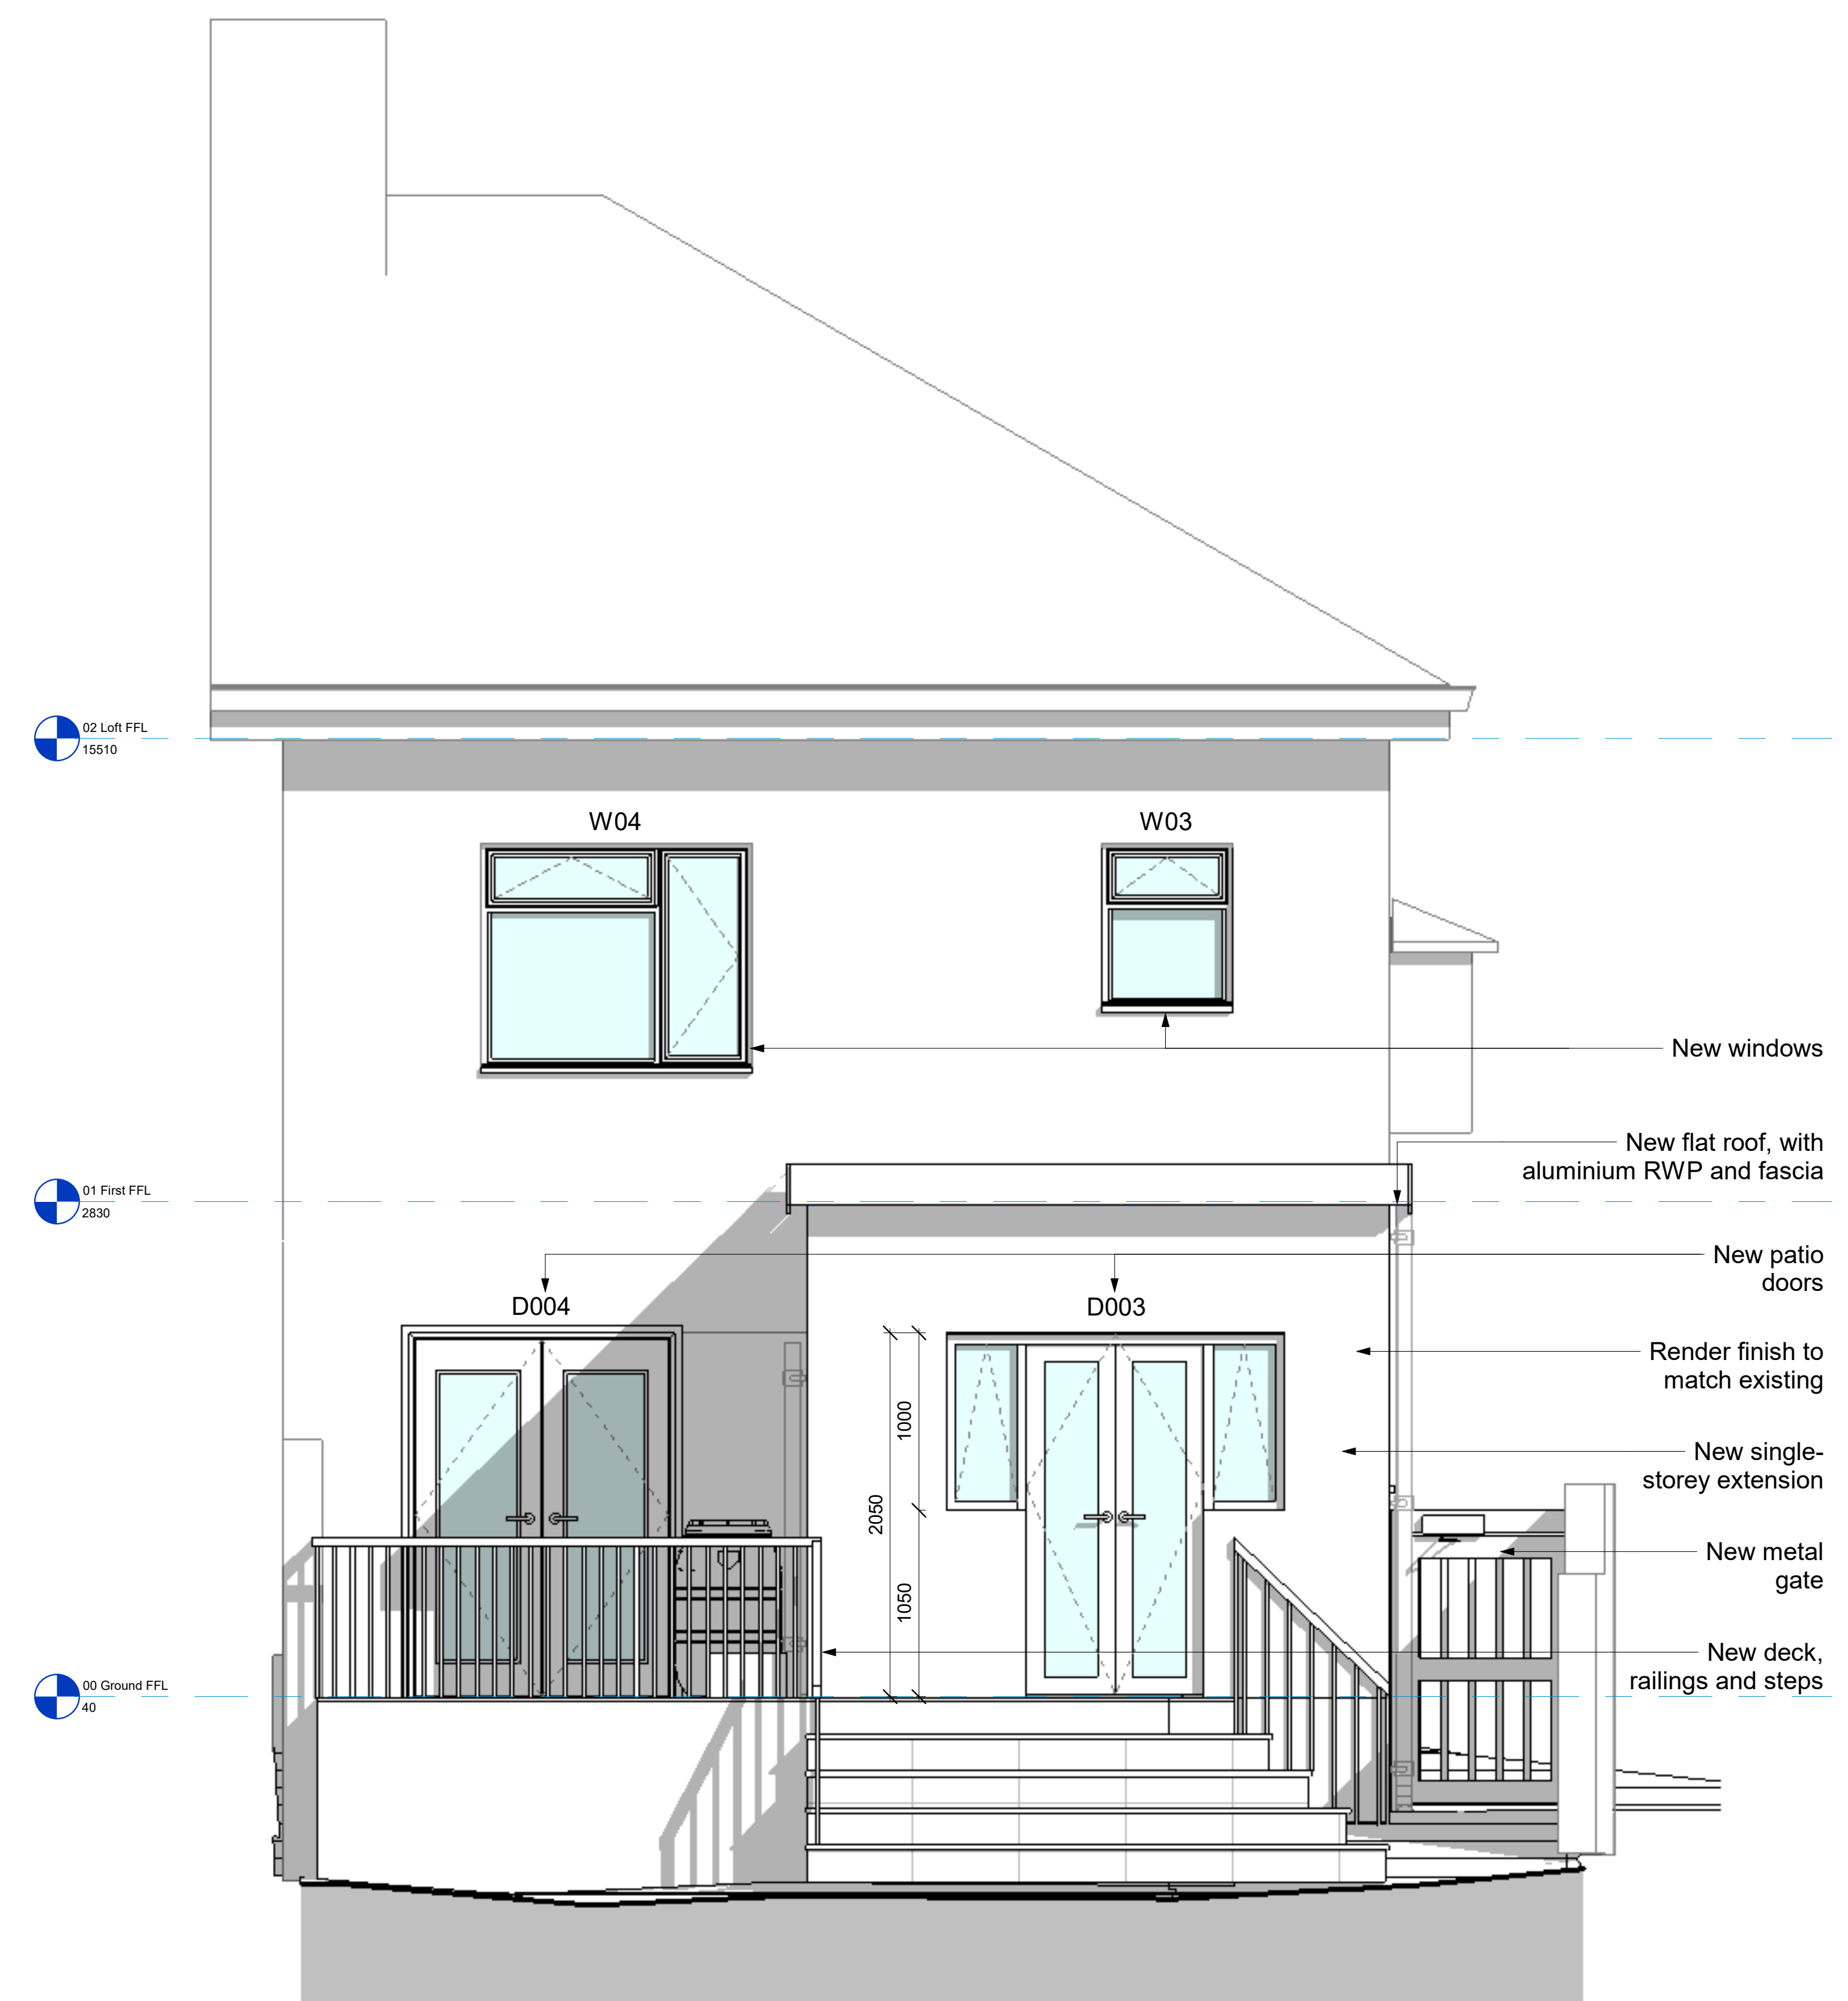 02 Loft FFL
15510
W04
W03
New windows
New flat roof, with
aluminium RWP and fascia
01 First FFL
2830
New patio
doors
D004
D003
Render finish to
match existing
1000
New single-
storey extension
2050
New metal
gate
1050
New deck,
railings and steps
00 Ground FFL
40